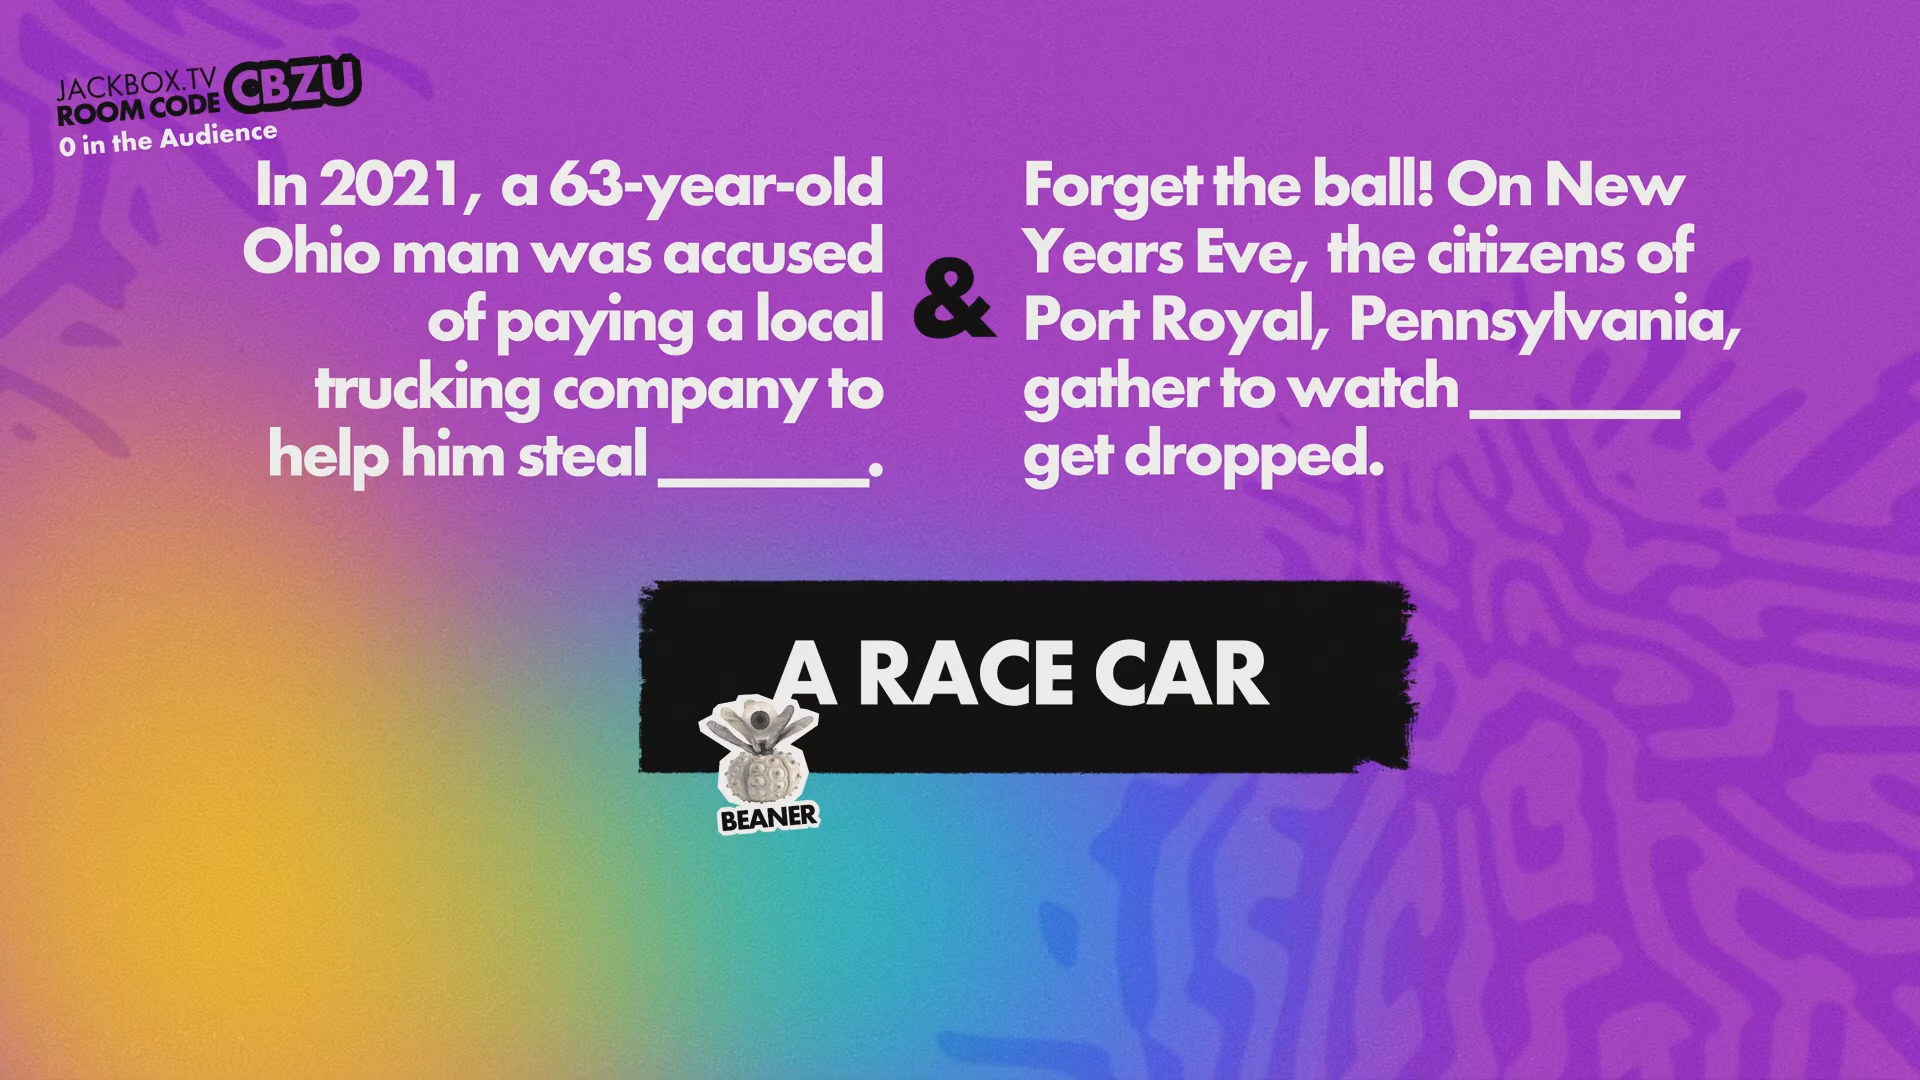 JACKBOX.TV
ROOM CODE CBZU
0 in the Audience
In 2021, a 63-year-old
Ohio man was accused
of paying a local
trucking company to
help him steal ________.
&
Forget the ball! On New
Years Eve, the citizens of
Port Royal, Pennsylvania,
gather to watch ________
get dropped.
A RACE CAR
BEANER